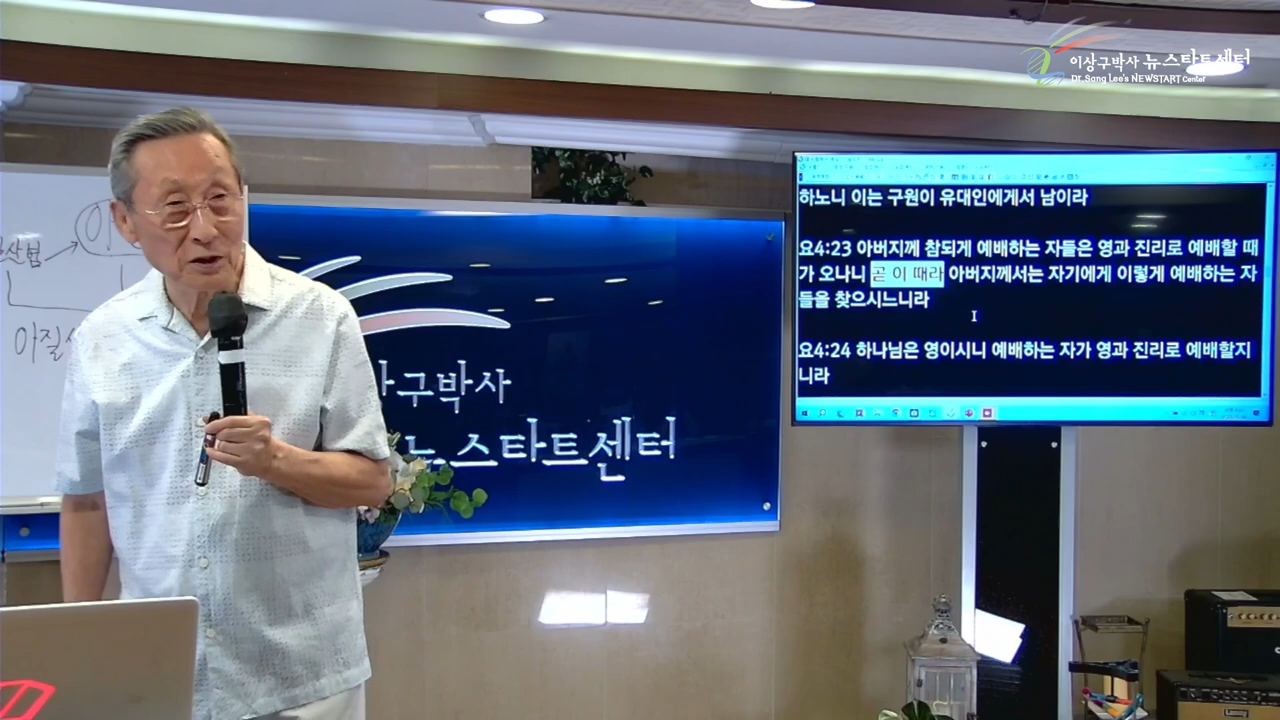 이상구박사 뉴스타트센터
Dr. Sang Lee's NEWSTART Center
하노니 이는 구원이 유대인에게서 남이라
요4:23 아버지께 참되게 예배하는 자들은 영과 진리로 예배할 때
가 오나니 곧 이 때라 아버지께서는 자기에게 이렇게 예배하는 자
들을 찾으시느니라
요4:24 하나님은 영이시니 예배하는 자가 영과 진리로 예배할지
니라
구박사
뉴스타트센터
이
아질
Laney